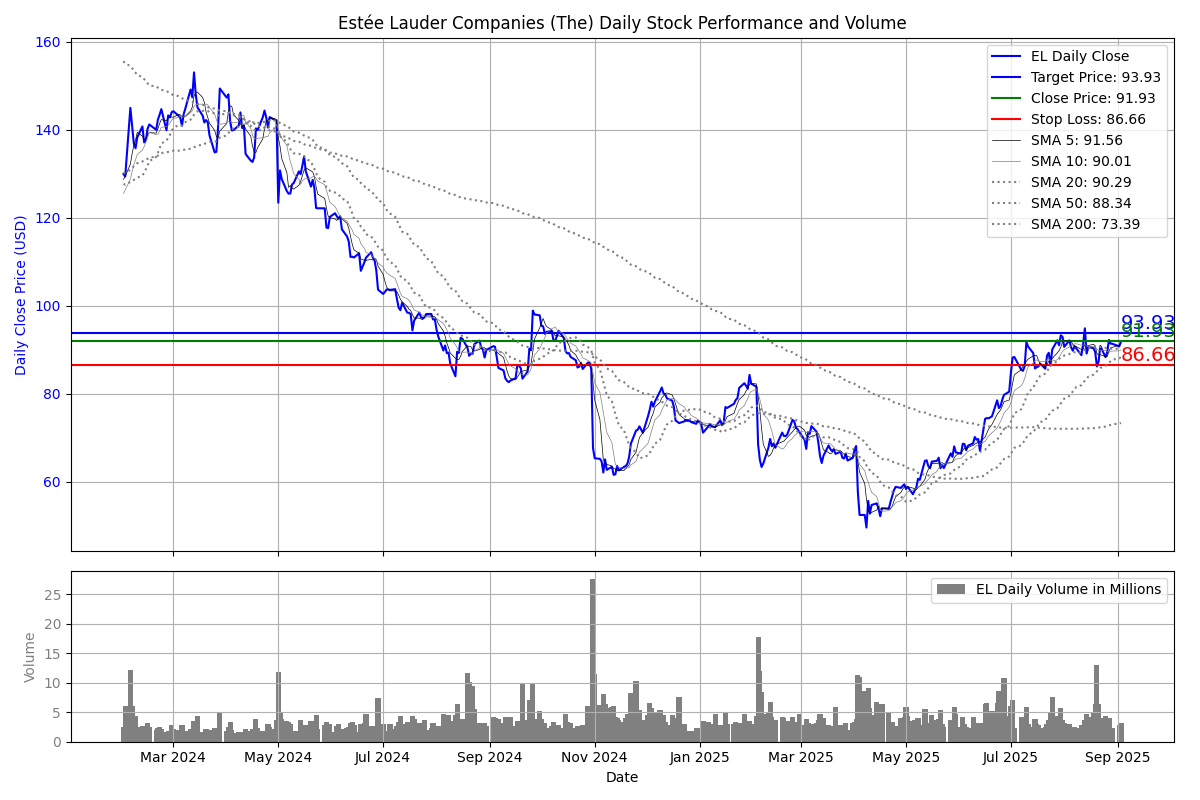 Estée Lauder Companies (The) Daily Stock Performance and Volume
Daily Close Price (USD)
160
140
120
100
80
60
EL Daily Close
Target Price: 93.93
Close Price: 91.93
Stop Loss: 86.66
SMA 5: 91.56
SMA 10: 90.01
SMA 20: 90.29
SMA 50: 88.34
SMA 200: 73.39
93.93
91.93
86.66
Volume
25
20
15
10
5
0
EL Daily Volume in Millions
Mar 2024 May 2024 Jul 2024 Sep 2024 Nov 2024 Jan 2025 Mar 2025 May 2025 Jul 2025 Sep 2025
Date